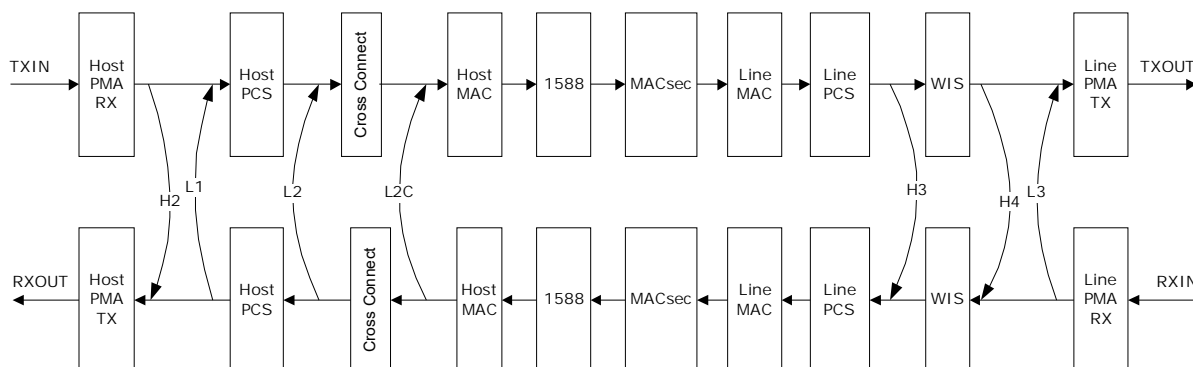 TXIN
Host
PMA
RX
Host
PCS
Cross Connect
Host
MAC
1588
MACsec
Line
MAC
Line
PCS
WIS
Line
PMA
TX
TXOUT
H2
L1
L2
L2C
H3
H4
L3
RXOUT
Host
PMA
TX
Host
PCS
Cross Connect
Host
MAC
1588
MACsec
Line
MAC
Line
PCS
WIS
Line
PMA
RX
RXIN